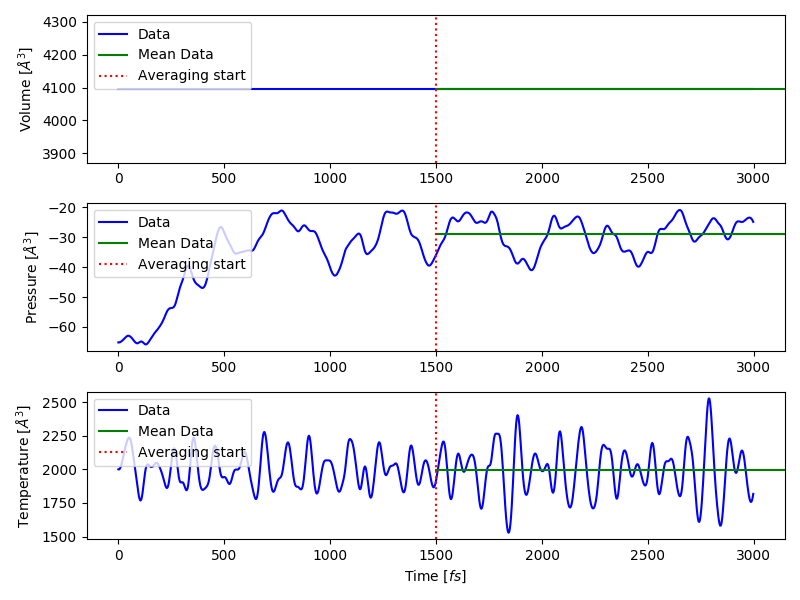 4300
4200
4100
4000
3900
Volume [Å³]
Data
Mean Data
Averaging start
0 500 1000 1500 2000 2500 3000
−20
−30
−40
−50
−60
Pressure [Å³]
Data
Mean Data
Averaging start
0 500 1000 1500 2000 2500 3000
2500
2250
2000
1750
1500
Temperature [Å³]
Data
Mean Data
Averaging start
0 500 1000 1500 2000 2500 3000
Time [fs]